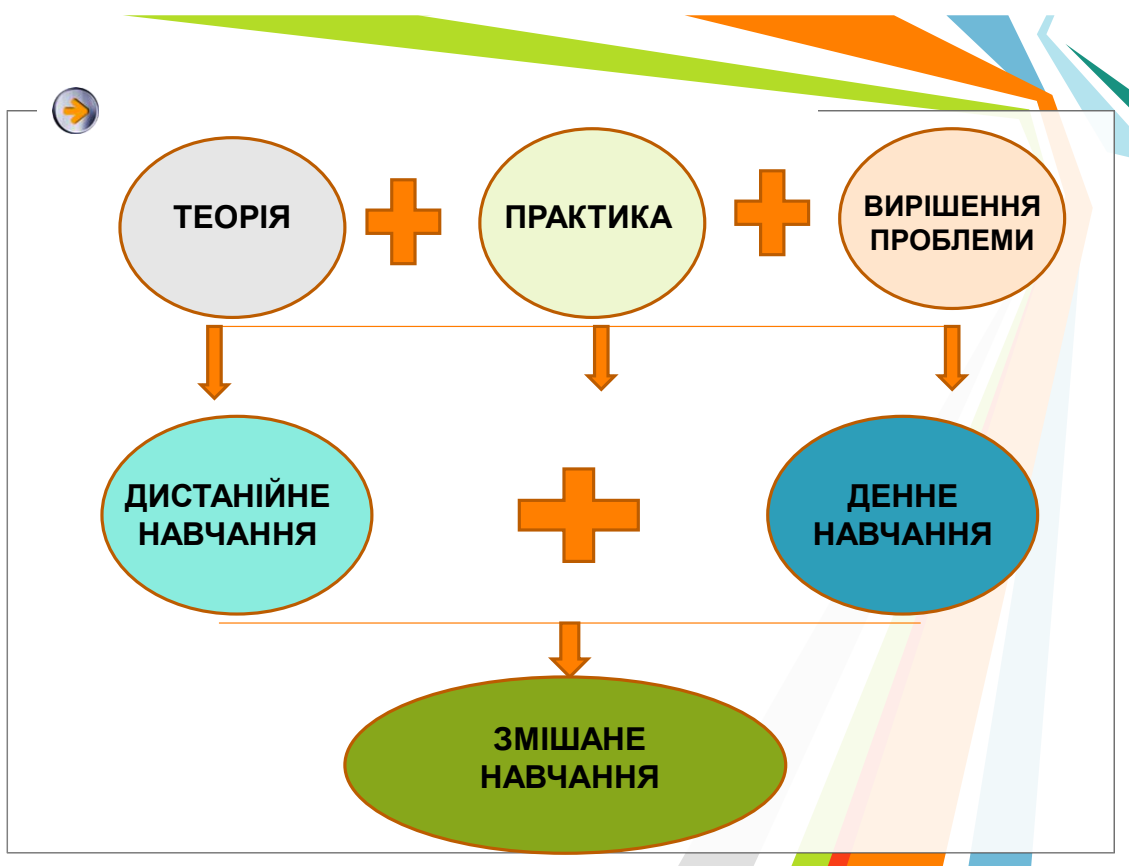 ТЕОРІЯ
ПРАКТИКА
ВИРІШЕННЯ
ПРОБЛЕМИ
ДИСТАНІЙНЕ
НАВЧАННЯ
ДЕННЕ
НАВЧАННЯ
ЗМІШАНЕ
НАВЧАННЯ